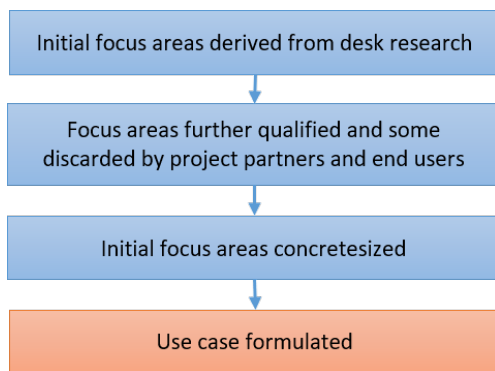 Initial focus areas derived from desk research
Focus areas further qualified and some
discarded by project partners and end users
Initial focus areas concretesized
Use case formulated